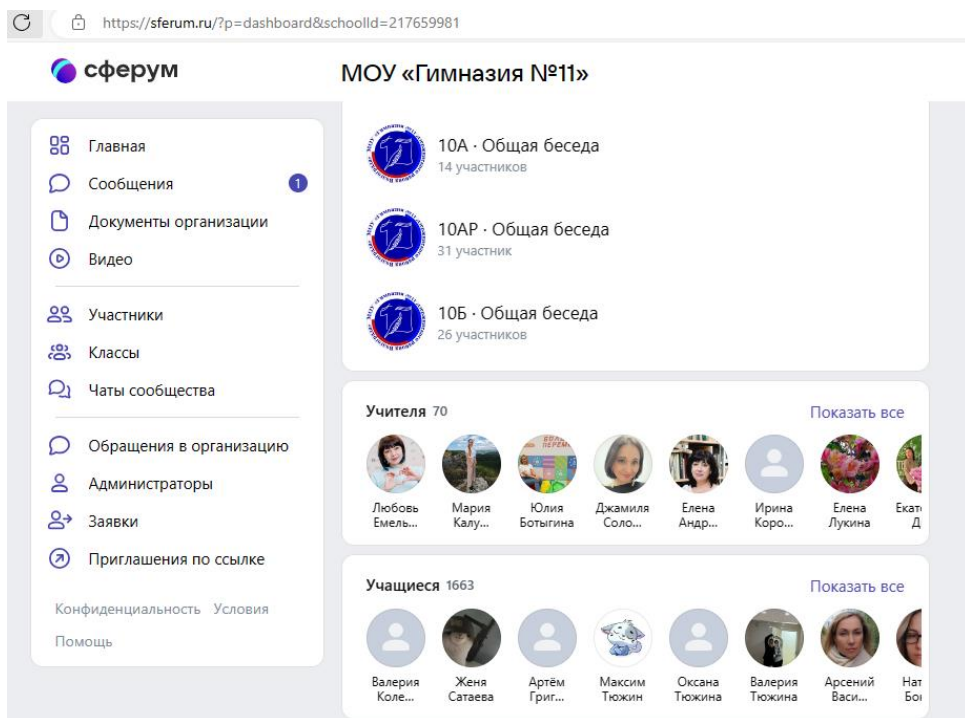 https://sferum.ru/?p=dashboard&schoolId=217659981
сферум
МОУ «Гимназия №11»
Главная
Сообщения 1
Документы организации
Видео
Участники
Классы
Чаты сообщества
Обращения в организацию
Администраторы
Заявки
Приглашения по ссылке
Конфиденциальность Условия
Помощь
10А · Общая беседа
14 участников
10АР · Общая беседа
31 участник
10Б · Общая беседа
26 участников
Учителя 70 Показать все
Любовь Мария Юлия Джамиля Елена Ирина Елена Екат
Емель... Калу... Ботыгина Соло... Андр... Коро... Лукина Д
Учащиеся 1663 Показать все
Валерия Женя Артём Максим Оксана Валерия Арсений Нат
Коле... Сатаева Григ... Тюжин Тюжина Тюжина Васи... Бо